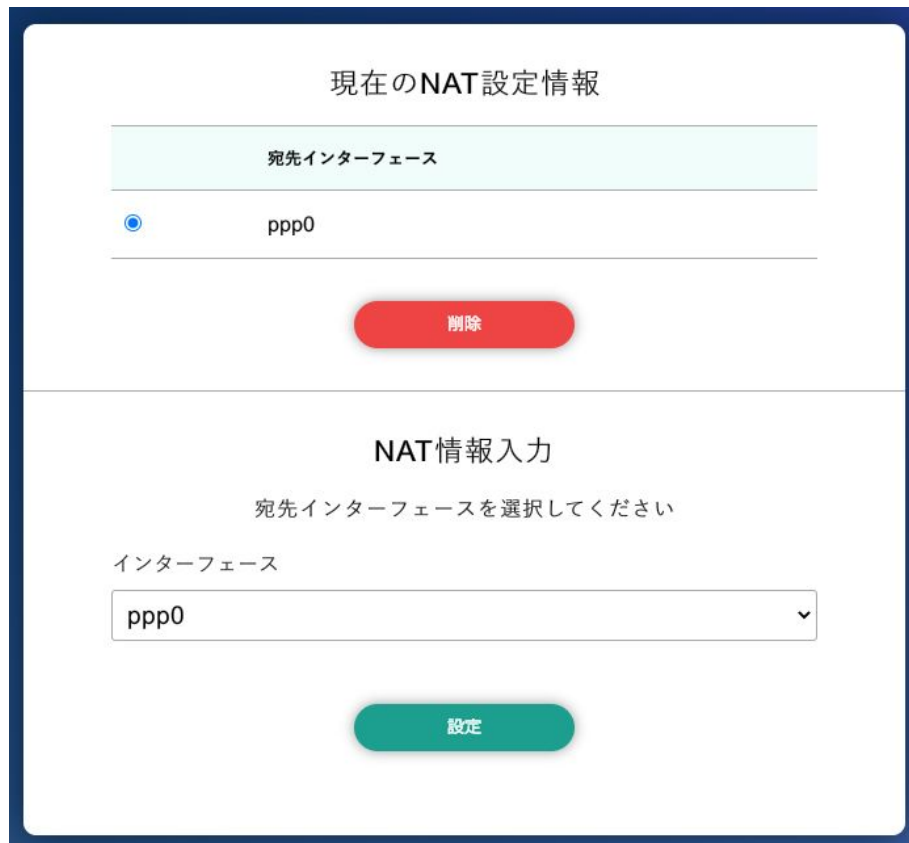 現在のNAT設定情報
宛先インターフェース
ppp0
削除
NAT情報入力
宛先インターフェースを選択してください
インターフェース
ppp0
設定